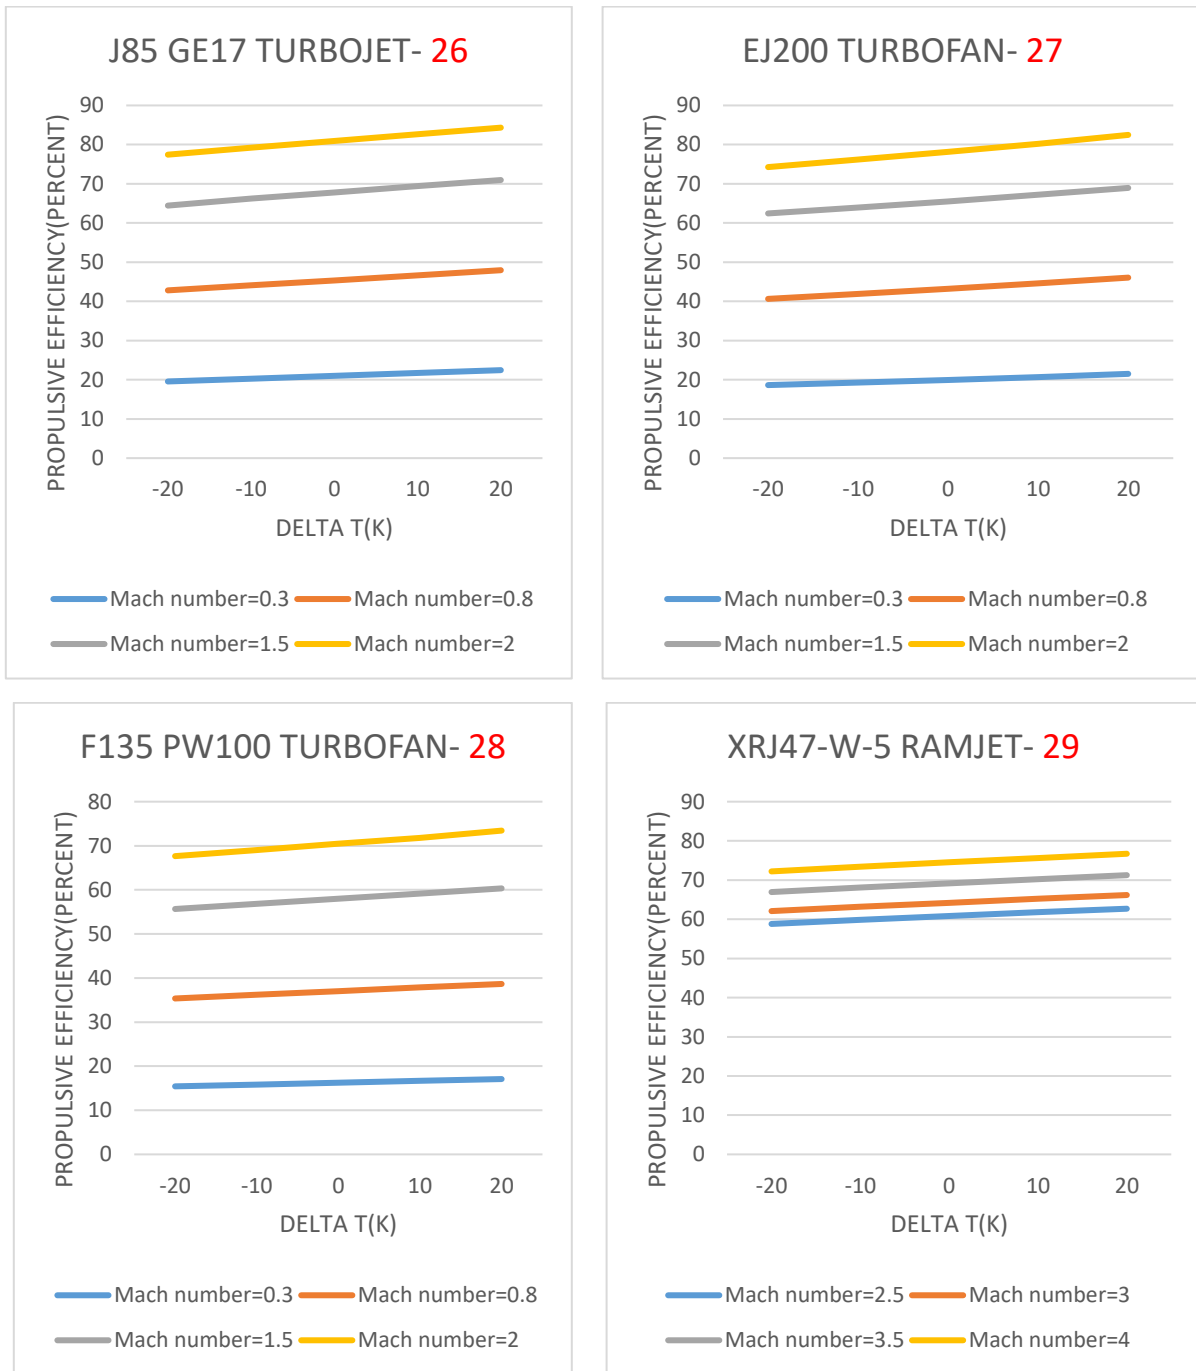 J85 GE17 TURBOJET- 26
PROPULSIVE EFFICIENCY(PERCENT)
90
80
70
60
50
40
30
20
10
0
-20 -10 0 10 20
DELTA T(K)
Mach number=0.3 Mach number=0.8
Mach number=1.5 Mach number=2
EJ200 TURBOFAN- 27
PROPULSIVE EFFICIENCY(PERCENT)
90
80
70
60
50
40
30
20
10
0
-20 -10 0 10 20
DELTA T(K)
Mach number=0.3 Mach number=0.8
Mach number=1.5 Mach number=2
F135 PW100 TURBOFAN- 28
PROPULSIVE EFFICIENCY(PERCENT)
80
70
60
50
40
30
20
10
0
-20 -10 0 10 20
DELTA T(K)
Mach number=0.3 Mach number=0.8
Mach number=1.5 Mach number=2
XRJ47-W-5 RAMJET- 29
PROPULSIVE EFFICIENCY(PERCENT)
90
80
70
60
50
40
30
20
10
0
-20 -10 0 10 20
DELTA T(K)
Mach number=2.5 Mach number=3
Mach number=3.5 Mach number=4